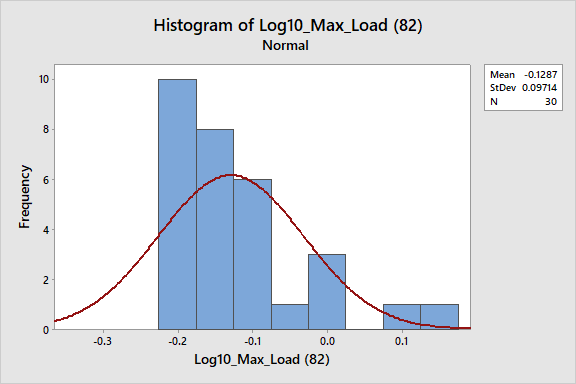 Histogram of Log10_Max_Load (82)
Normal
Mean -0.1287
StDev 0.09714
N 30
Frequency
10
8
6
4
2
0
-0.3 -0.2 -0.1 0.0 0.1
Log10_Max_Load (82)